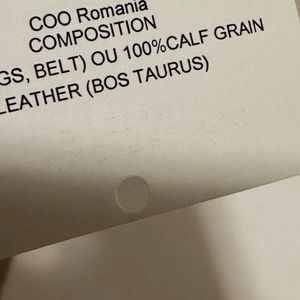 COO Romania
COMPOSITION
GS, BELT) OU 100%CALF GRAIN
LEATHER (BOS TAURUS)